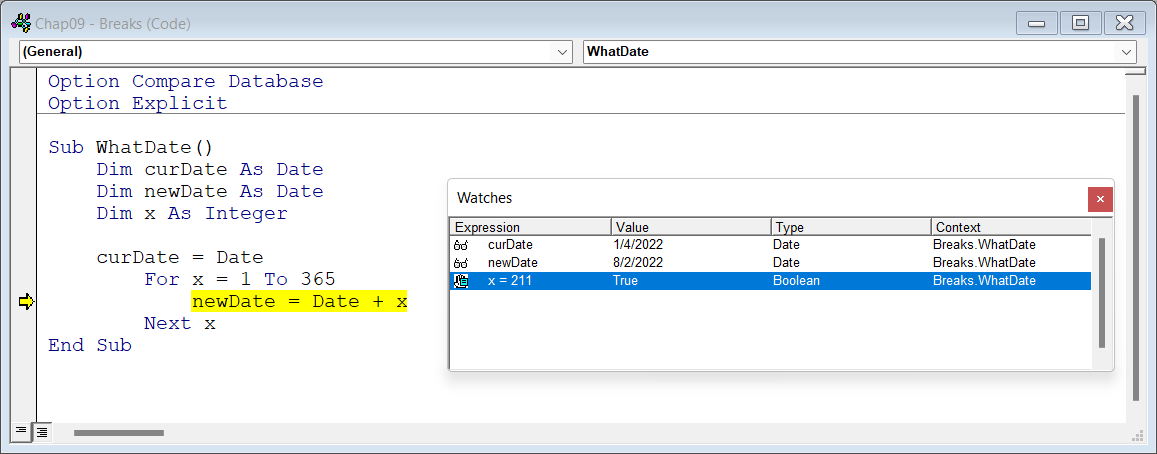 Chap09 - Breaks (Code)
(General) WhatDate
Option Compare Database
Option Explicit
Sub WhatDate()
Dim curDate As Date
Dim newDate As Date
Dim x As Integer
curDate = Date
For x = 1 To 365
newDate = Date + x
Next x
End Sub
Watches
Expression Value Type Context
curDate 1/4/2022 Date Breaks.WhatDate
newDate 8/2/2022 Date Breaks.WhatDate
x = 211 True Boolean Breaks.WhatDate